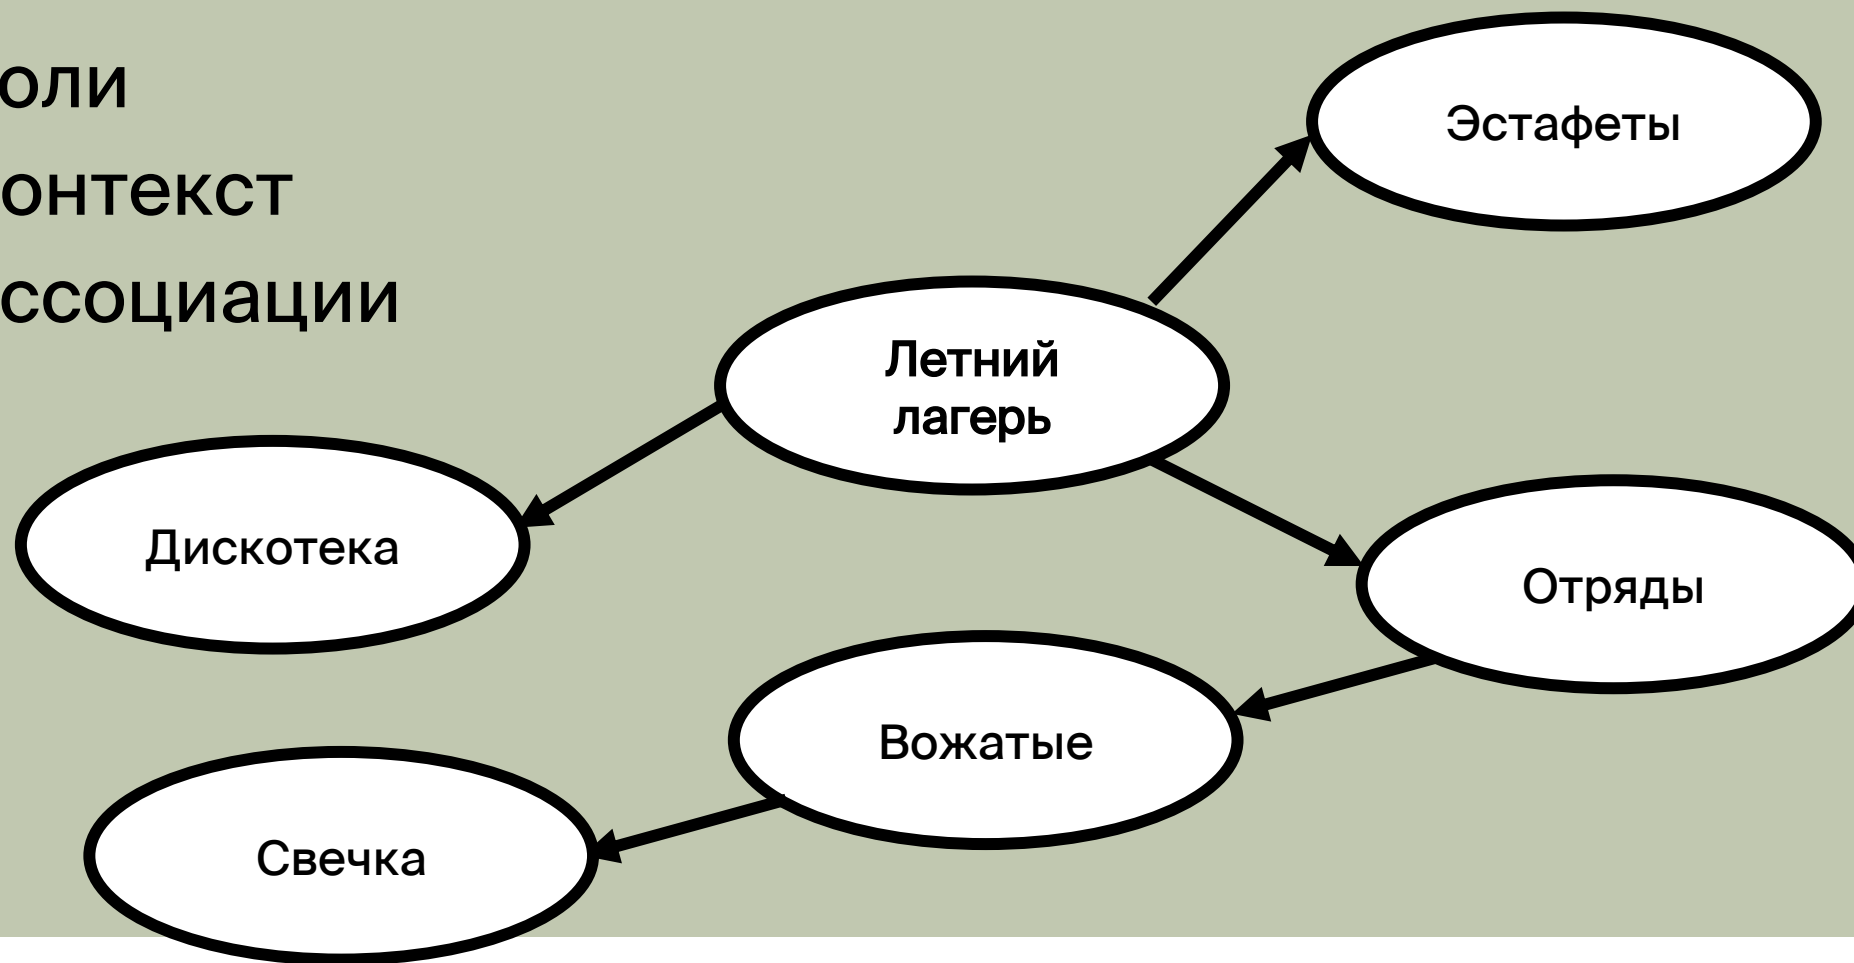 оли
онтекст
ссоциации
Эстафеты
Летний
лагерь
Дискотека
Отряды
Вожатые
Свечка